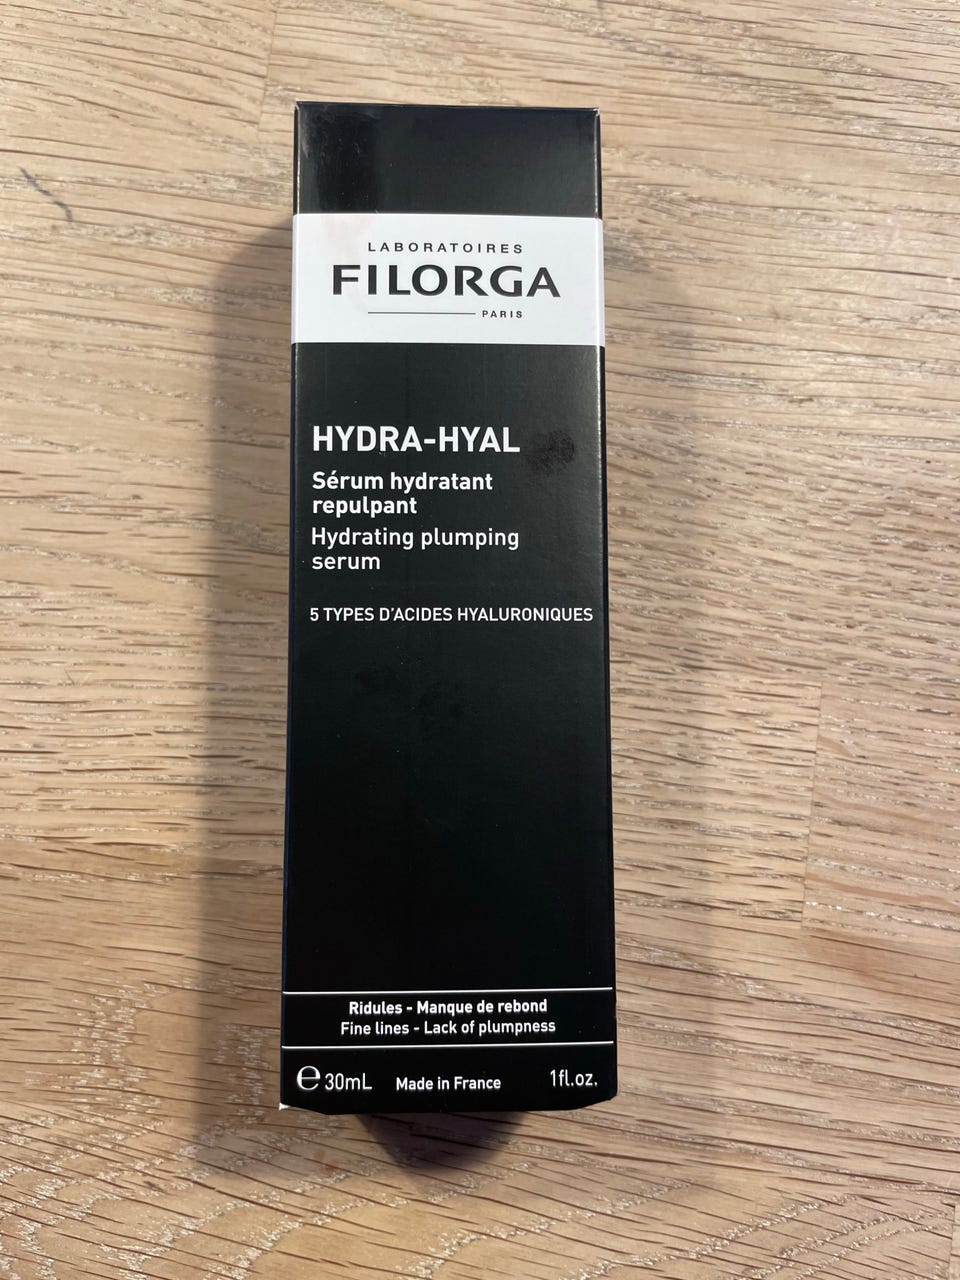 LABORATOIRES
FILORGA
PARIS
HYDRA-HYAL
Sérum hydratant
repulpant
Hydrating plumping
serum
5 TYPES D'ACIDES HYALURONIQUES
Ridules - Manque de rebond
Fine lines - Lack of plumpness
℮ 30mL Made in France 1fl.oz.